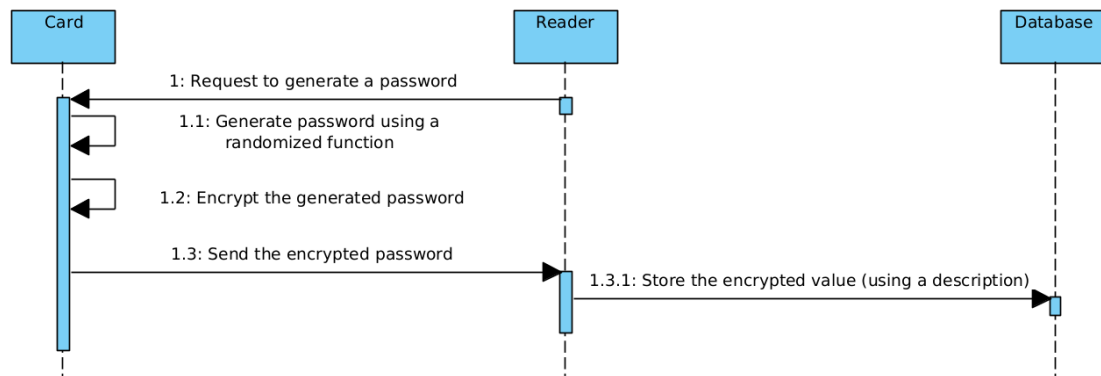 Card
Reader
Database
1: Request to generate a password
1.1: Generate password using a
randomized function
1.2: Encrypt the generated password
1.3: Send the encrypted password
1.3.1: Store the encrypted value (using a description)